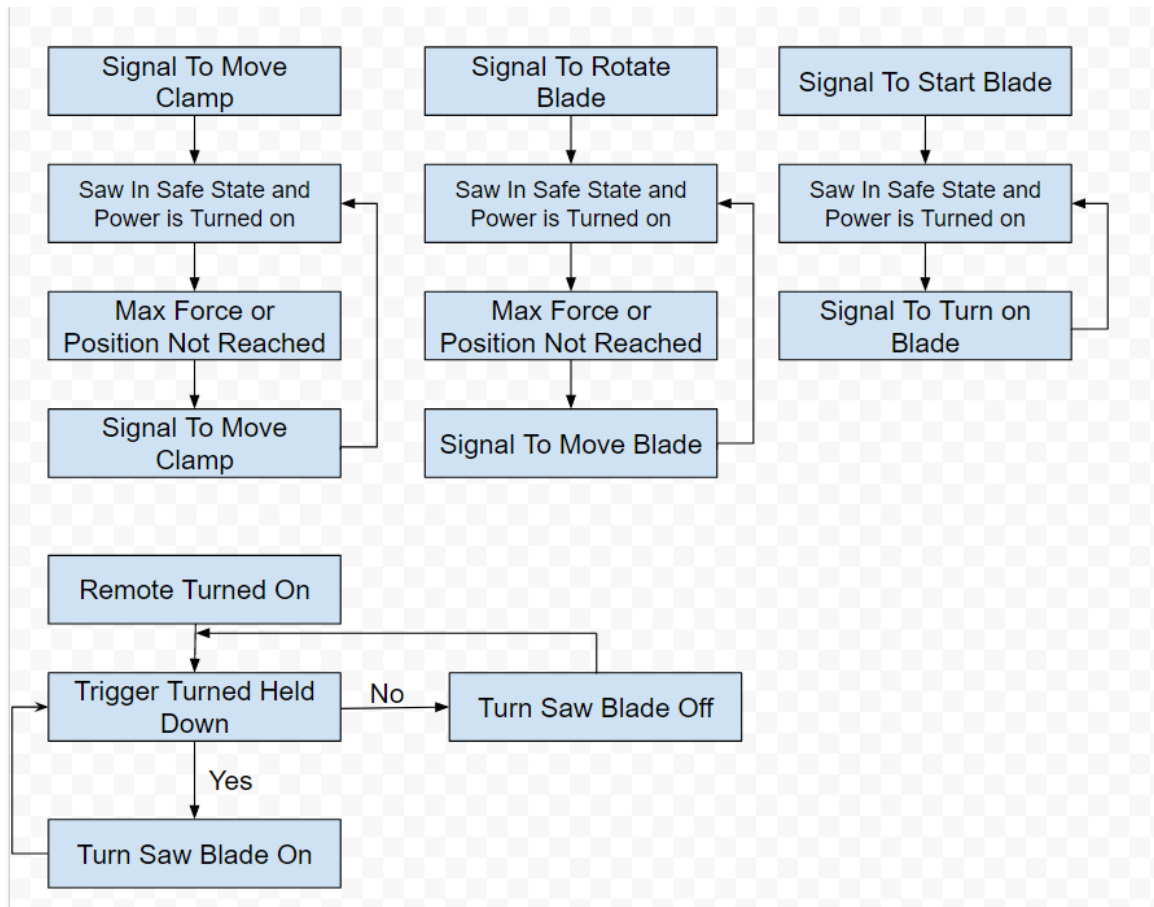 Signal To Move
Clamp
Signal To Rotate
Blade
Signal To Start Blade
Saw In Safe State and
Power is Turned on
Saw In Safe State and
Power is Turned on
Saw In Safe State and
Power is Turned on
Max Force or
Position Not Reached
Max Force or
Position Not Reached
Signal To Turn on
Blade
Signal To Move
Clamp
Signal To Move Blade
Remote Turned On
Trigger Turned Held
Down
No
Turn Saw Blade Off
Yes
Turn Saw Blade On